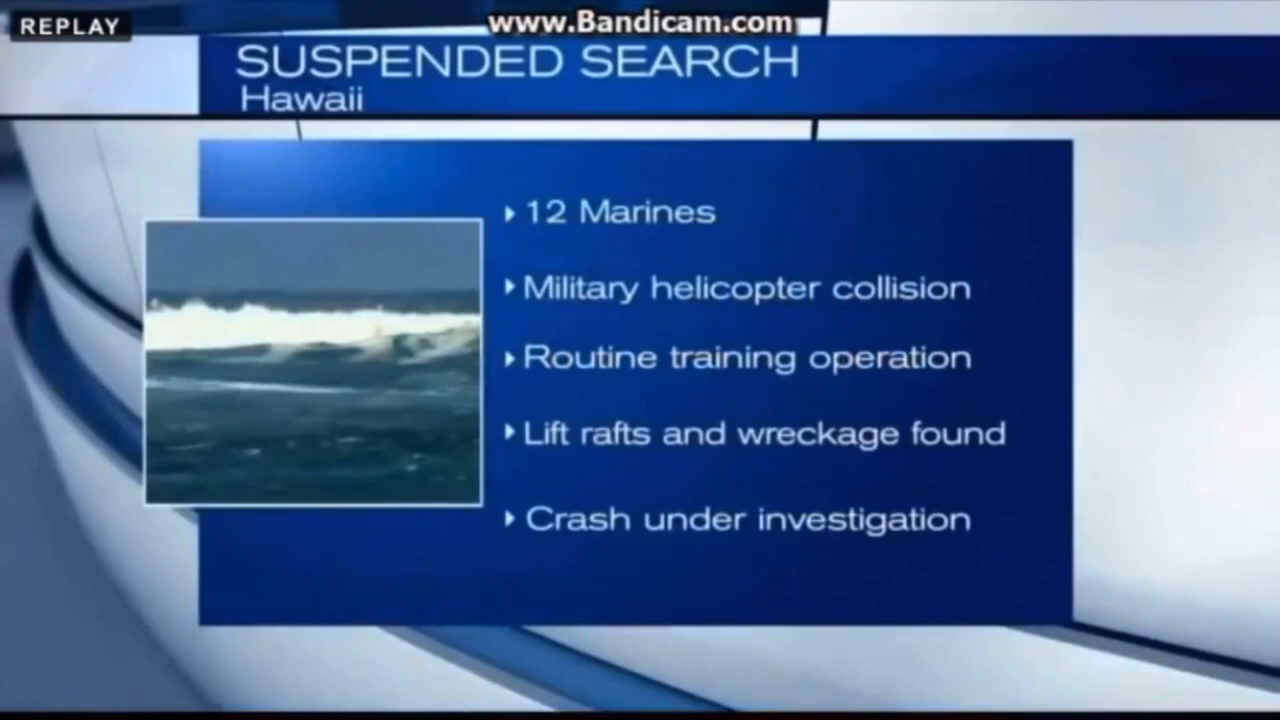 REPLAY
www.Bandicam.com
SUSPENDED SEARCH
Hawaii
12 Marines
Military helicopter collision
Routine training operation
Lift rafts and wreckage found
Crash under investigation